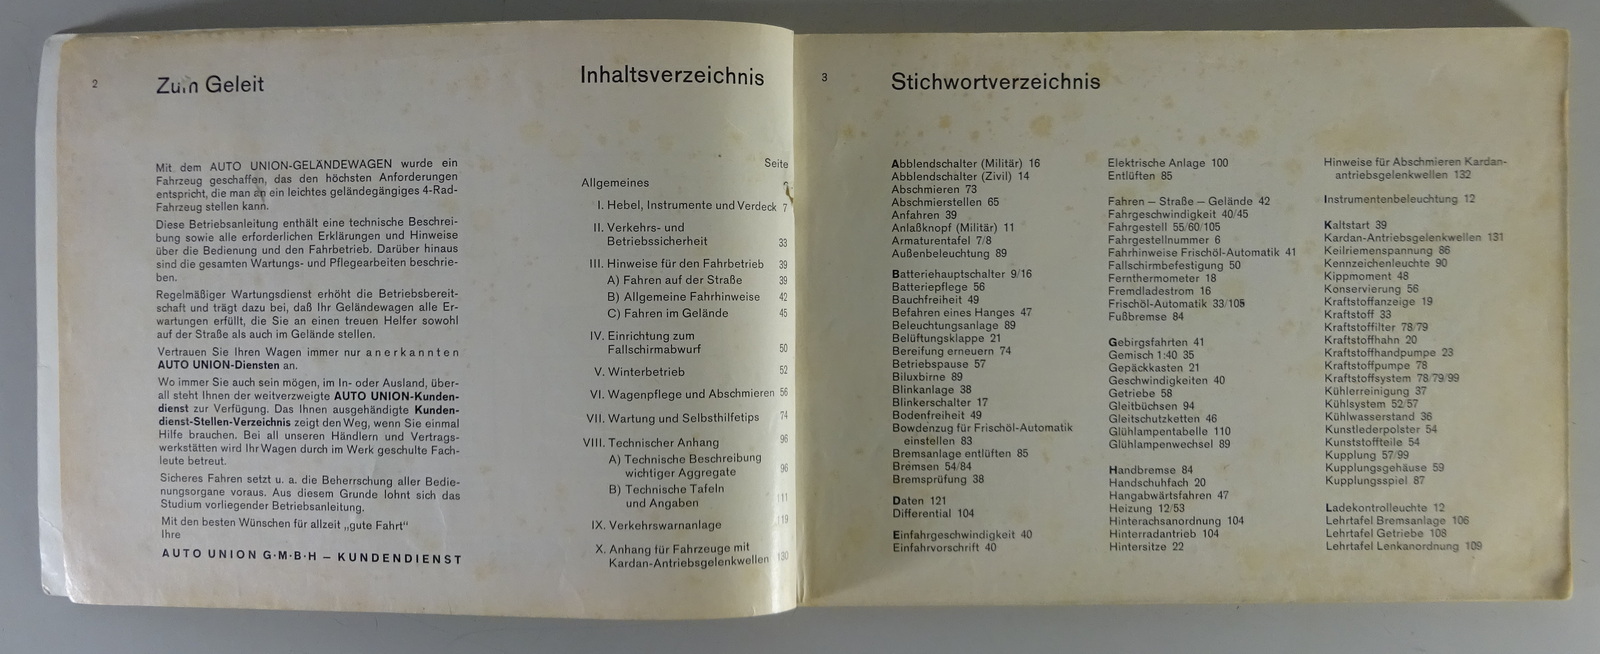 2
Zum Geleit
Mit dem AUTO UNION-GELÄNDEWAGEN wurde ein
Fahrzeug geschaffen, das den höchsten Anforderungen
entspricht, die man an ein leichtes geländegängiges 4-Rad-
Fahrzeug stellen kann.
Diese Betriebsanleitung enthält eine technische Beschrei-
bung sowie alle erforderlichen Erklärungen und Hinweise
über die Bedienung und den Fahrbetrieb. Darüber hinaus
sind die gesamten Wartungs- und Pflegearbeiten beschrie-
ben.
Regelmäßiger Wartungsdienst erhöht die Betriebsbereit-
schaft und trägt dazu bei, daß Ihr Geländewagen alle Er-
wartungen erfüllt, die Sie an einen treuen Helfer sowohl
auf der Straße als auch im Gelände stellen.
Vertrauen Sie Ihren Wagen immer nur anerkannten
AUTO UNION-Diensten an.
Wo immer Sie auch sein mögen, im In- oder Ausland, über-
all steht Ihnen der weitverzweigte AUTO UNION-Kunden-
dienst zur Verfügung. Das Ihnen ausgehändigte Kunden-
dienst-Stellen-Verzeichnis zeigt den Weg, wenn Sie einmal
Hilfe brauchen. Bei all unseren Händlern und Vertrags-
werkstätten wird Ihr Wagen durch im Werk geschulte Fach-
leute betreut.
Sicheres Fahren setzt u. a. die Beherrschung aller Bedie-
nungsorgane voraus. Aus diesem Grunde lohnt sich das
Studium vorliegender Betriebsanleitung.
Mit den besten Wünschen für allzeit „gute Fahrt"
Ihre
AUTO UNION G·M·B·H – KUNDENDIENST
Inhaltsverzeichnis
Seite
Allgemeines
I. Hebel, Instrumente und Verdeck 7
II. Verkehrs- und
Betriebssicherheit 33
III. Hinweise für den Fahrbetrieb 39
A) Fahren auf der Straße 39
B) Allgemeine Fahrhinweise 42
C) Fahren im Gelände 45
IV. Einrichtung zum
Fallschirmabwurf 50
V. Winterbetrieb 52
VI. Wagenpflege und Abschmieren 56
VII. Wartung und Selbsthilfetips 74
VIII. Technischer Anhang 96
A) Technische Beschreibung
wichtiger Aggregate 96
B) Technische Tafeln
und Angaben 111
IX. Verkehrswarnanlage 119
X. Anhang für Fahrzeuge mit
Kardan-Antriebsgelenkwellen 130
3
Stichwortverzeichnis
Abblendschalter (Militär) 16
Abblendschalter (Zivil) 14
Abschmieren 73
Abschmierstellen 65
Anfahren 39
Anlaßknopf (Militär) 11
Armaturentafel 7/8
Außenbeleuchtung 89
Batteriehauptschalter 9/16
Batteriepflege 56
Bauchfreiheit 49
Befahren eines Hanges 47
Beleuchtungsanlage 89
Belüftungsklappe 21
Bereifung erneuern 74
Betriebspause 57
Biluxbirne 89
Blinkanlage 38
Blinkerschalter 17
Bodenfreiheit 49
Bowdenzug für Frischöl-Automatik
einstellen 83
Bremsanlage entlüften 85
Bremsen 54/84
Bremsprüfung 38
Daten 121
Differential 104
Einfahrgeschwindigkeit 40
Einfahrvorschrift 40
Elektrische Anlage 100
Entlüften 85
Fahren – Straße – Gelände 42
Fahrgeschwindigkeit 40/45
Fahrgestell 55/60/105
Fahrgestellnummer 6
Fahrhinweise Frischöl-Automatik 41
Fallschirmbefestigung 50
Fernthermometer 18
Fremdladestrom 16
Frischöl-Automatik 33/105
Fußbremse 84
Gebirgsfahrten 41
Gemisch 1:40 35
Gepäckkasten 21
Geschwindigkeiten 40
Getriebe 58
Gleitbüchsen 94
Gleitschutzketten 46
Glühlampentabelle 110
Glühlampenwechsel 89
Handbremse 84
Handschuhfach 20
Hangabwärtsfahren 47
Heizung 12/53
Hinterachsanordnung 104
Hinterradantrieb 104
Hintersitze 22
Hinweise für Abschmieren Kardan-
antriebsgelenkwellen 132
Instrumentenbeleuchtung 12
Kaltstart 39
Kardan-Antriebsgelenkwellen 131
Keilriemenspannung 86
Kennzeichenleuchte 90
Kippmoment 48
Konservierung 56
Kraftstoffanzeige 19
Kraftstoff 33
Kraftstoffilter 78/79
Kraftstoffhahn 20
Kraftstoffhandpumpe 23
Kraftstoffpumpe 78
Kraftstoffsystem 78/79/99
Kühlerreinigung 37
Kühlsystem 52/57
Kühlwasserstand 36
Kunstlederpolster 54
Kunststoffteile 54
Kupplung 57/99
Kupplungsgehäuse 59
Kupplungsspiel 87
Ladekontrolleuchte 12
Lehrtafel Bremsanlage 106
Lehrtafel Getriebe 108
Lehrtafel Lenkanordnung 109